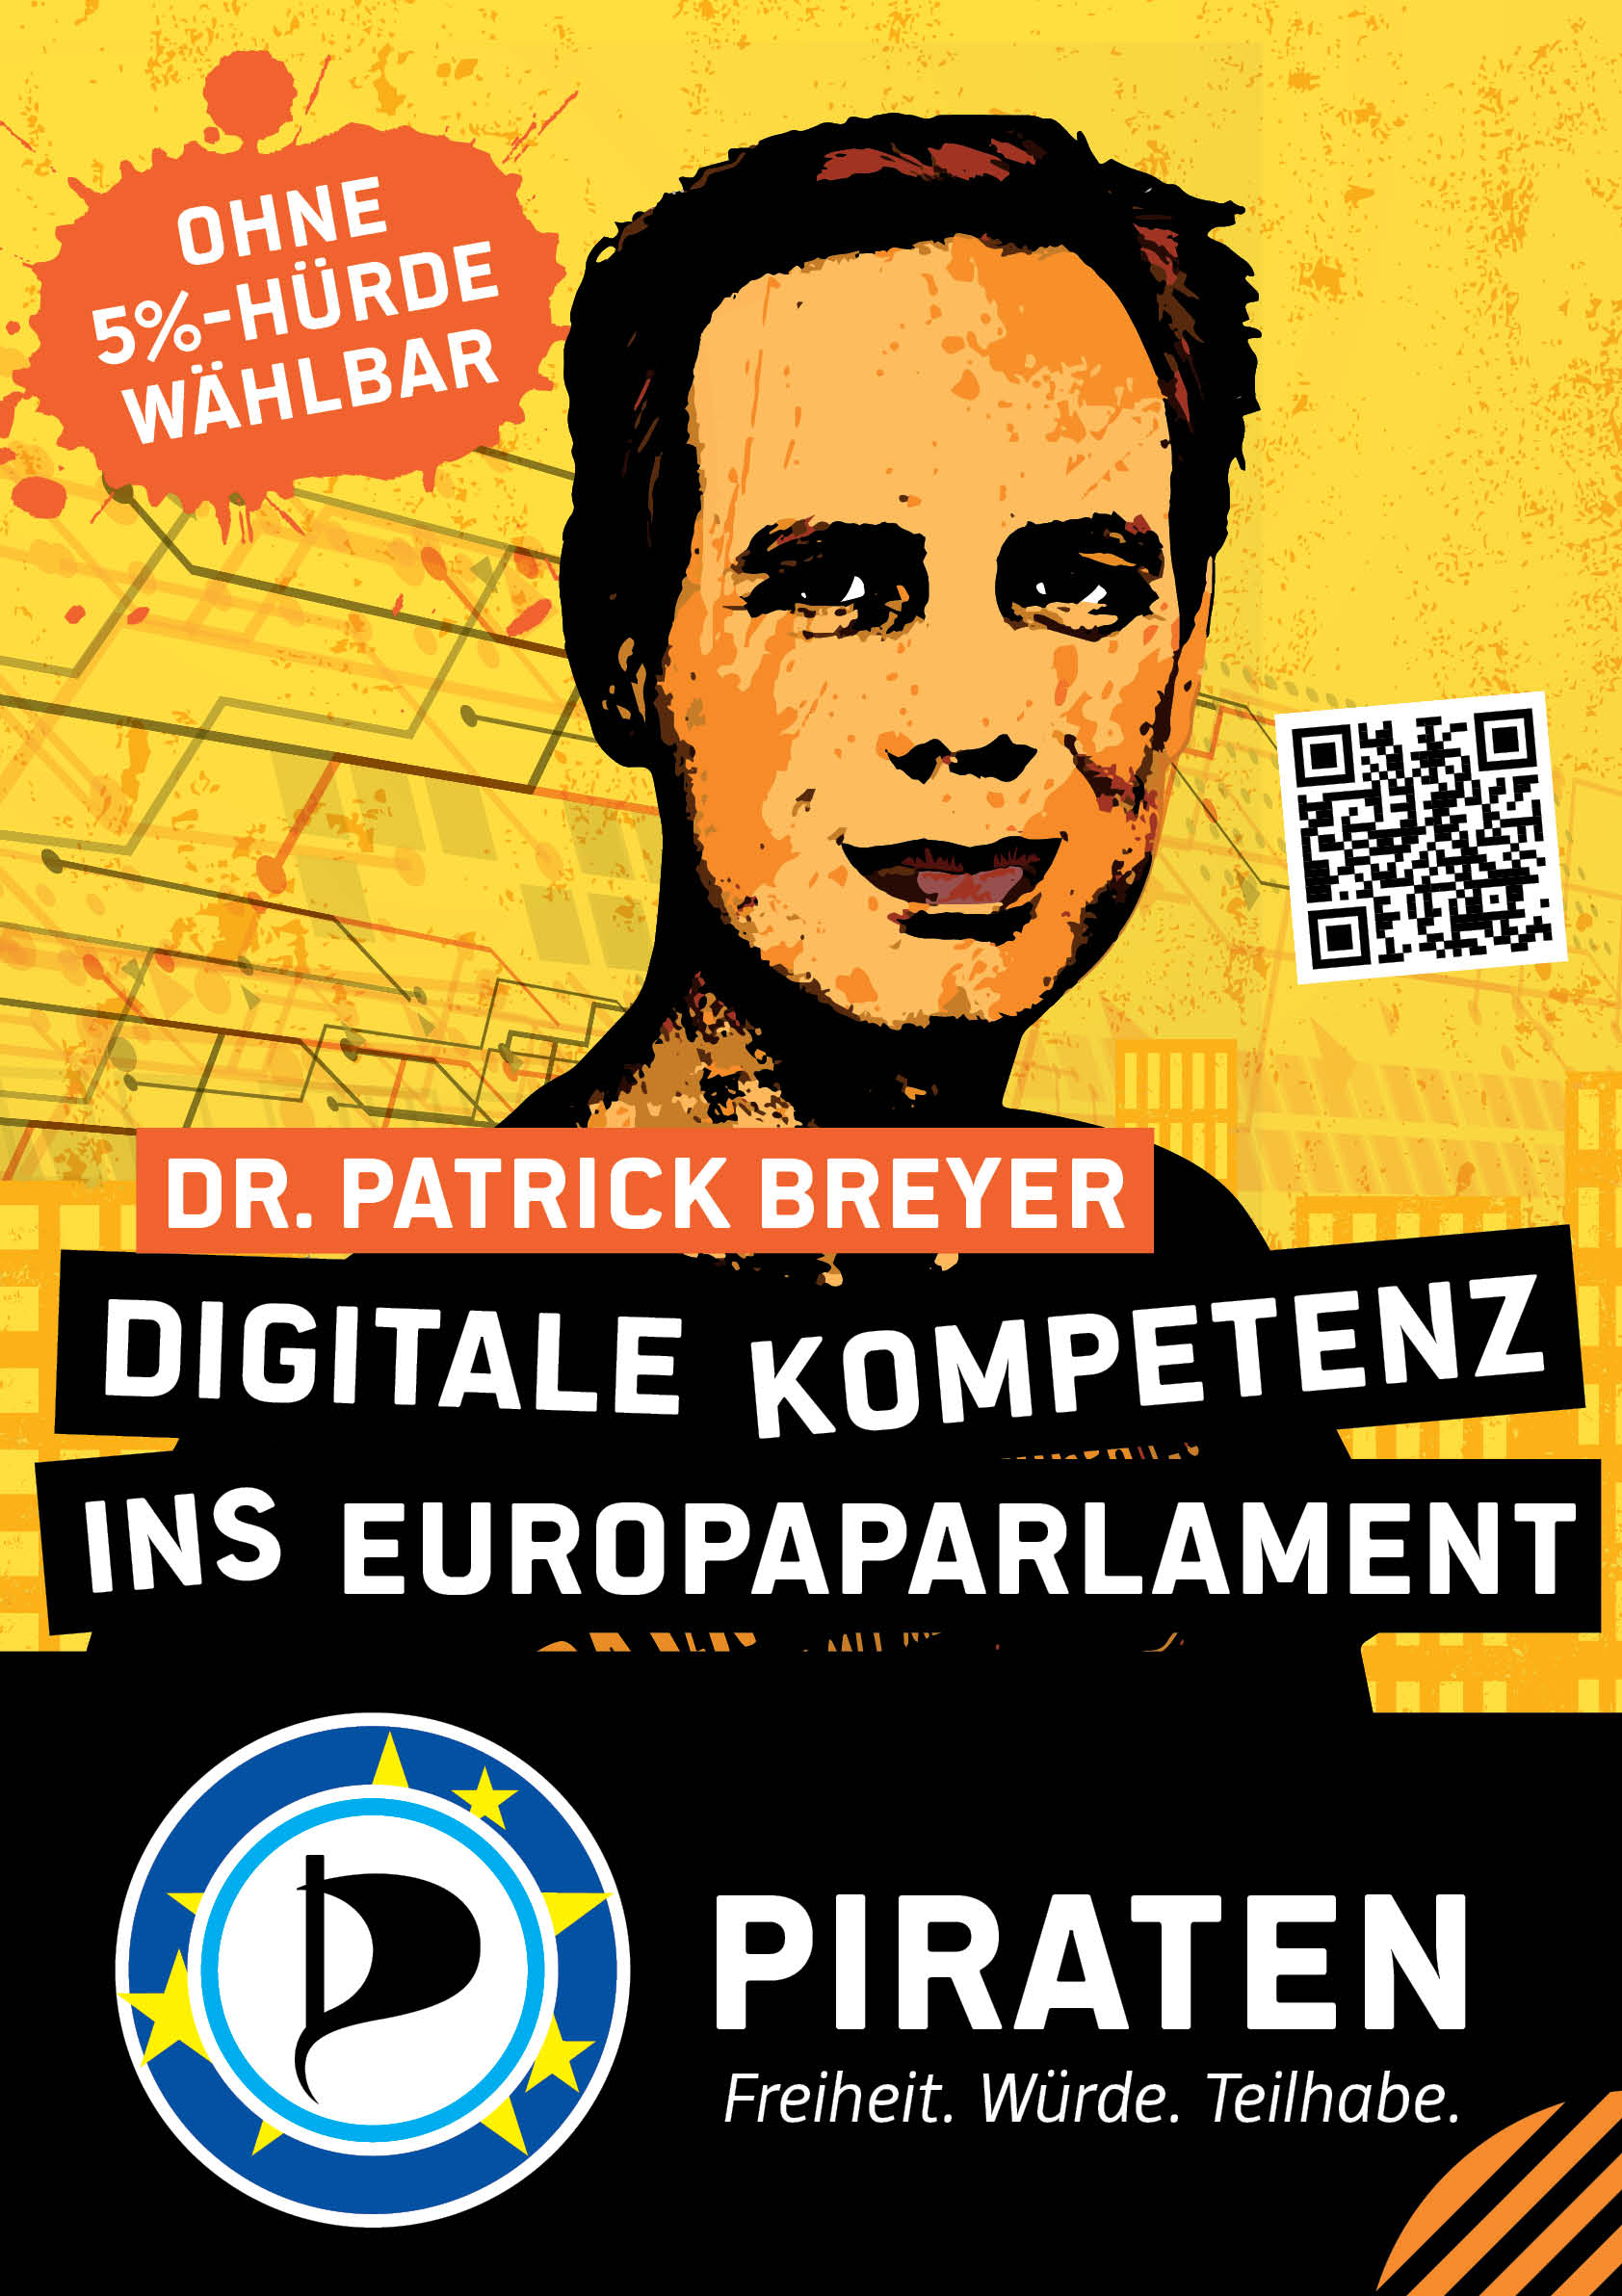 OHNE
5%-HÜRDE
WÄHLBAR
DR. PATRICK BREYER
DIGITALE KOMPETENZ
INS EUROPAPARLAMENT
PIRATEN
Freiheit. Würde. Teilhabe.